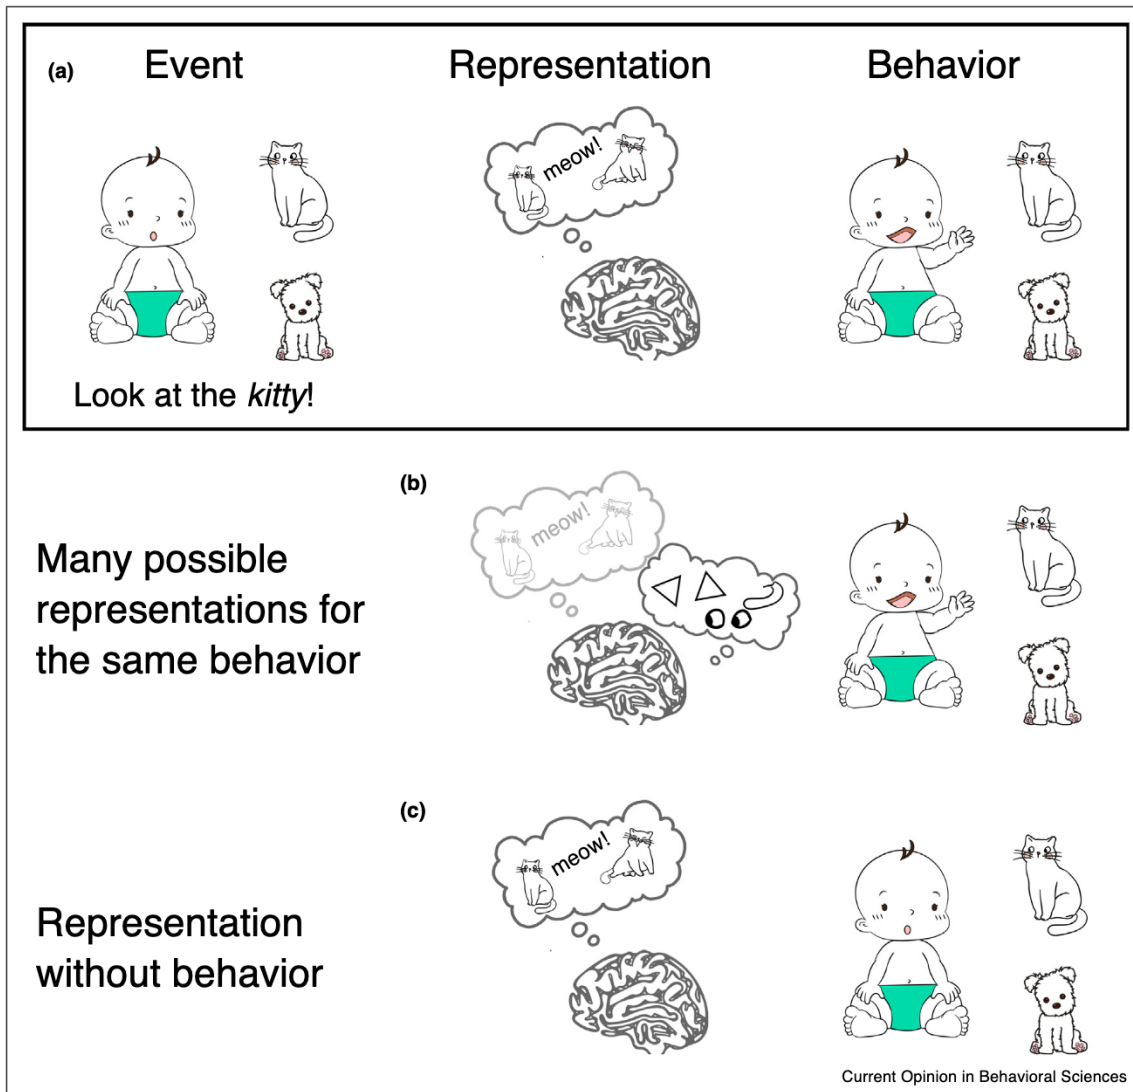 (a)
Event
Representation
Behavior
meow!
Look at the kitty!
(b)
Many possible
representations for
the same behavior
meow!
(c)
Representation
without behavior
meow!
Current Opinion in Behavioral Sciences